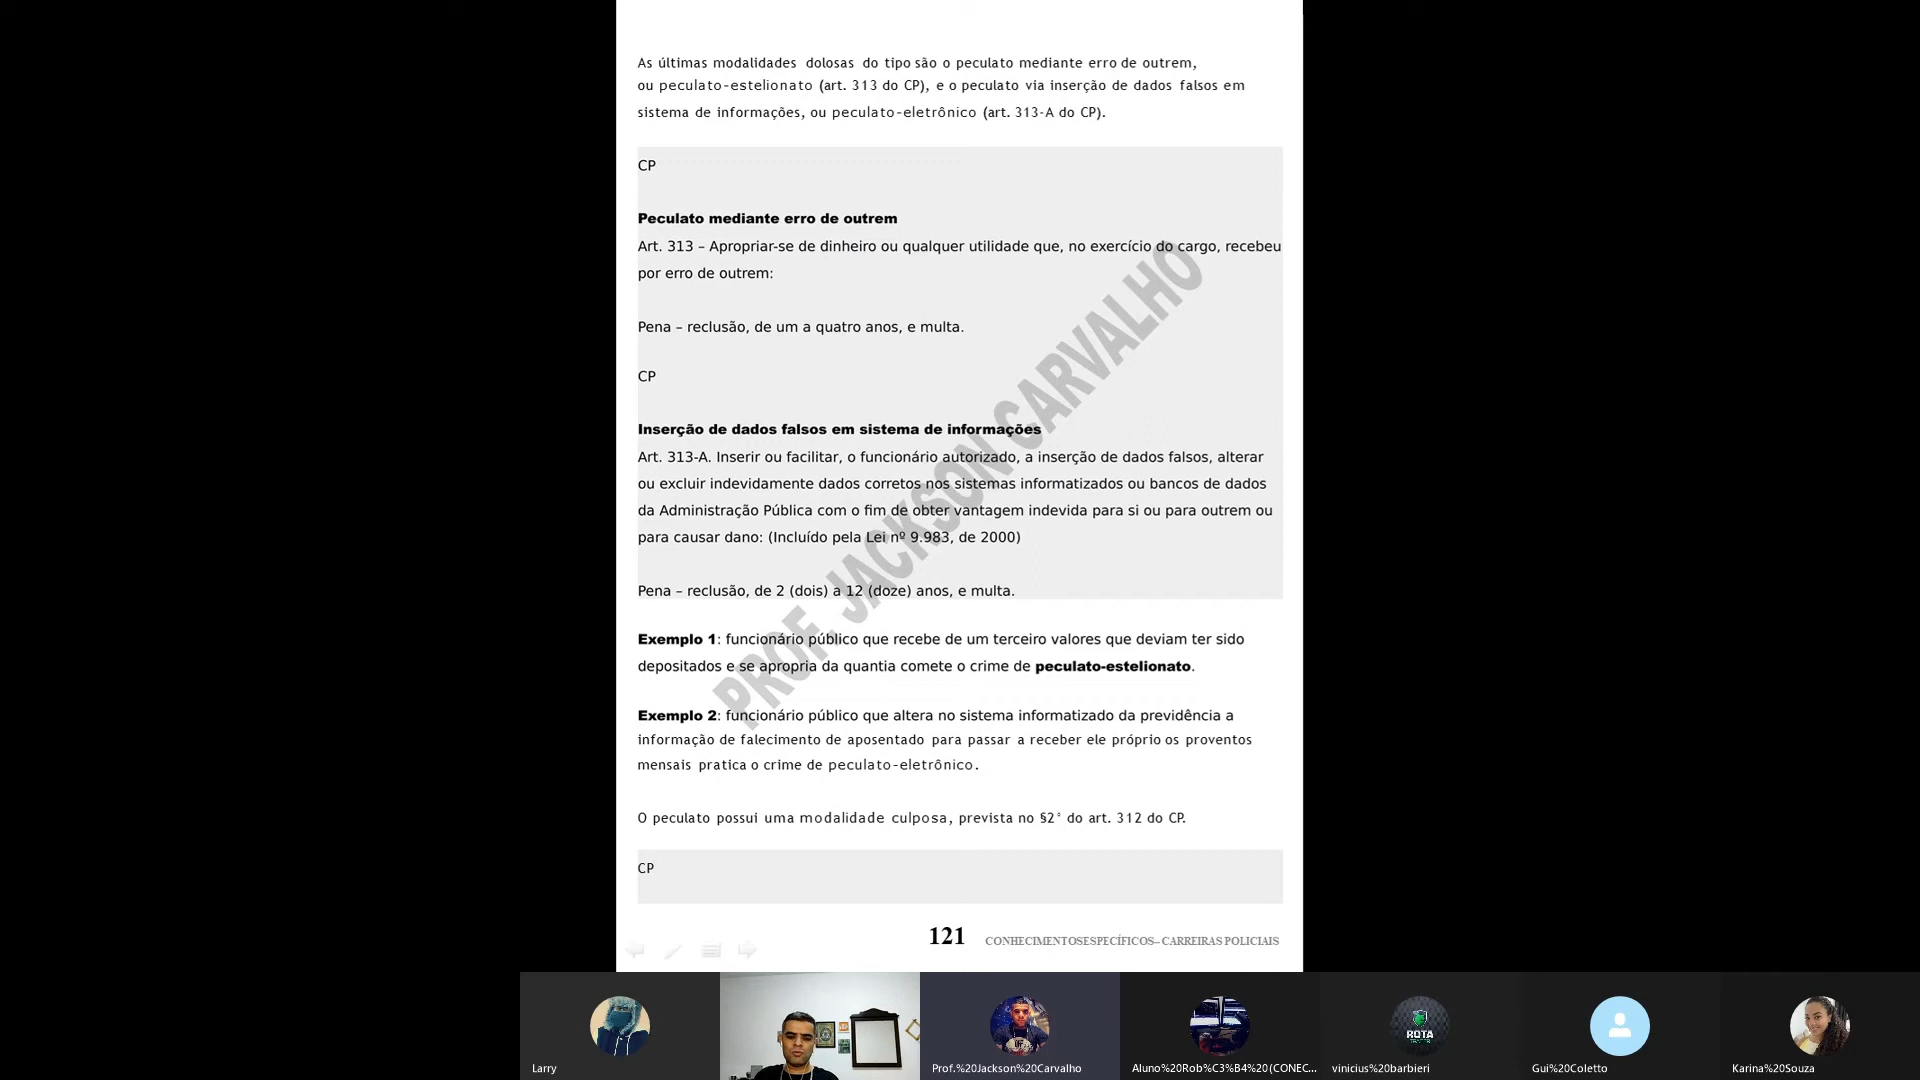 As últimas modalidades dolosas do tipo são o peculato mediante erro de outrem,
ou peculato-estelionato (art. 313 do CP), e o peculato via inserção de dados falsos em
sistema de informações, ou peculato-eletrônico (art. 313-A do CP).
CP
Peculato mediante erro de outrem
Art. 313 – Apropriar-se de dinheiro ou qualquer utilidade que, no exercício do cargo, recebeu
por erro de outrem:
Pena – reclusão, de um a quatro anos, e multa.
CP
Inserção de dados falsos em sistema de informações
Art. 313-A. Inserir ou facilitar, o funcionário autorizado, a inserção de dados falsos, alterar
ou excluir indevidamente dados corretos nos sistemas informatizados ou bancos de dados
da Administração Pública com o fim de obter vantagem indevida para si ou para outrem ou
para causar dano: (Incluído pela Lei nº 9.983, de 2000)
Pena – reclusão, de 2 (dois) a 12 (doze) anos, e multa.
PROF. JACKSON CARVALHO
Exemplo 1: funcionário público que recebe de um terceiro valores que deviam ter sido
depositados e se apropria da quantia comete o crime de peculato-estelionato.
Exemplo 2: funcionário público que altera no sistema informatizado da previdência a
informação de falecimento de aposentado para passar a receber ele próprio os proventos
mensais pratica o crime de peculato-eletrônico.
O peculato possui uma modalidade culposa, prevista no §2° do art. 312 do CP.
CP
121 CONHECIMENTOSESPECÍFICOS– CARREIRAS POLICIAIS
ROTA
Larry
Prof.%20Jackson%20Carvalho
Aluno%20Rob%C3%B4%20(CONEC...
vinicius%20barbieri
Gui%20Coletto
Karina%20Souza